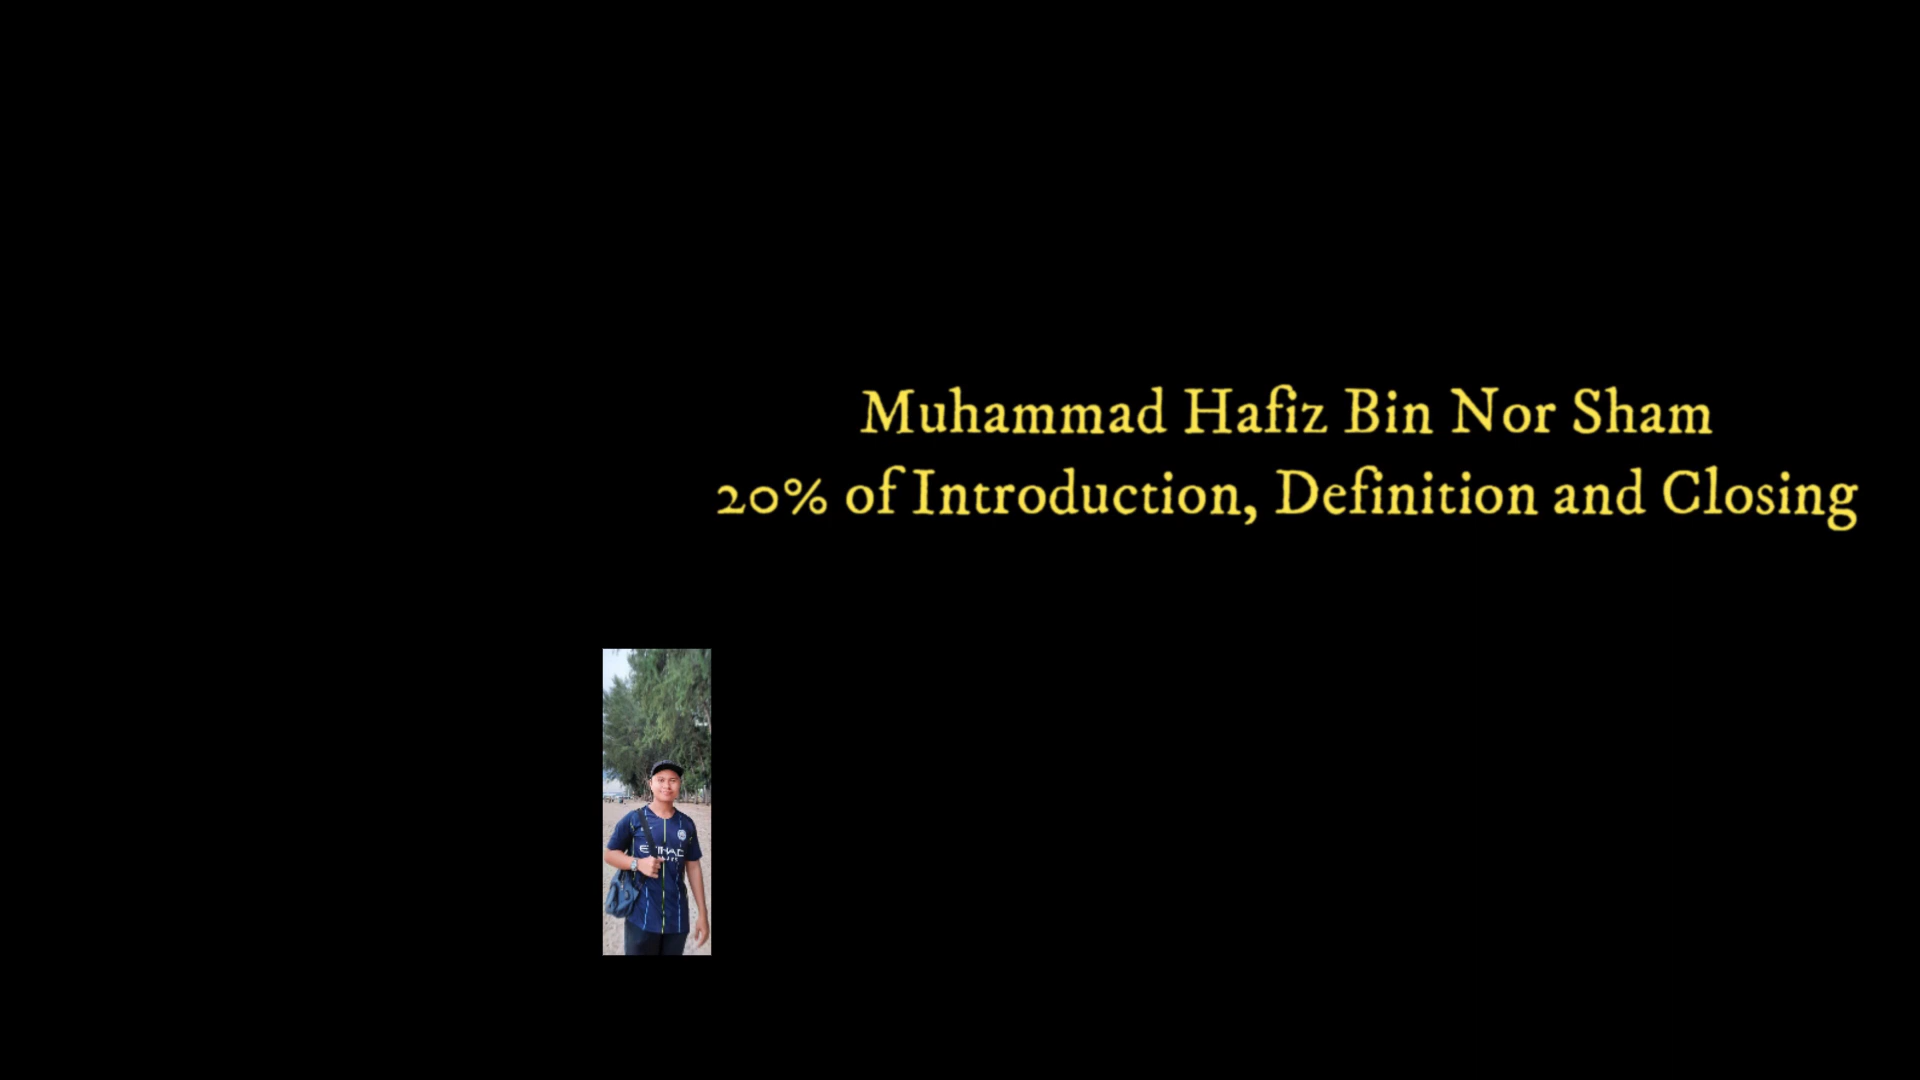 Muhammad Hafiz Bin Nor Sham
20% of Introduction, Definition and Closing